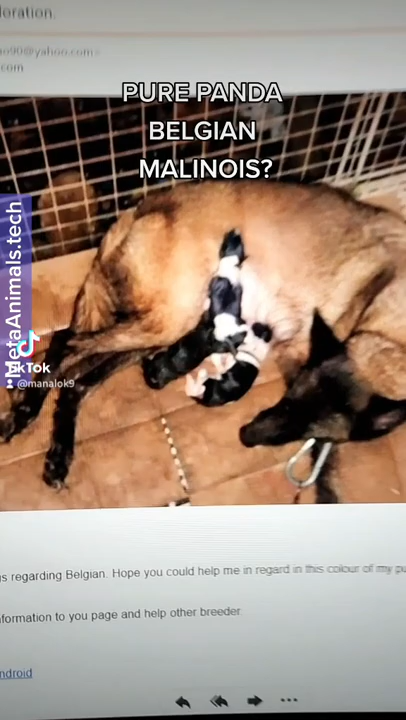 loration.
ao90@yahoo.com
com
PURE PANDA
BELGIAN
MALINOIS?
MetaAnimals.tech
TikTok
@manalok9
s regarding Belgian. Hope you could help me in regard in this colour of my pu
formation to you page and help other breeder
ndroid